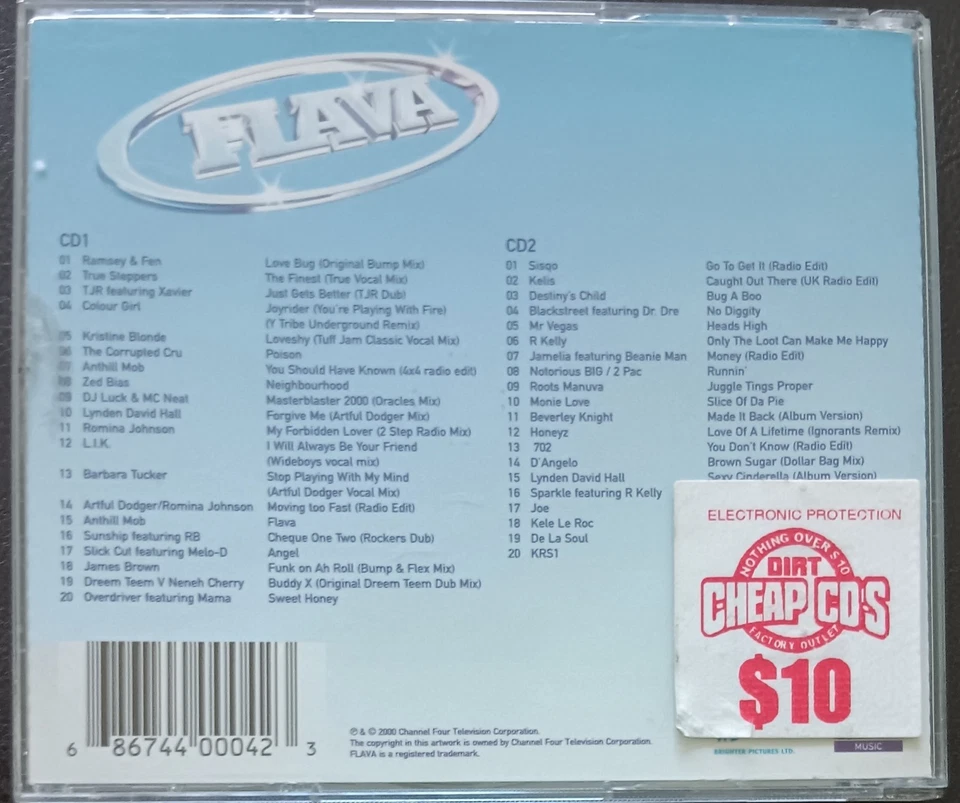 FLAVA
CD1
01 Ramsey & Fen Love Bug (Original Bump Mix)
02 True Steppers The Finest (True Vocal Mix)
03 TJR featuring Xavier Just Gets Better (TJR Dub)
04 Colour Girl Joyrider (You're Playing With Fire)
(Y Tribe Underground Remix)
05 Kristine Blonde Loveshy (Tuff Jam Classic Vocal Mix)
06 The Corrupted Cru Poison
07 Anthill Mob You Should Have Known (4x4 radio edit)
08 Zed Bias Neighbourhood
09 DJ Luck & MC Neat Masterblaster 2000 (Oracles Mix)
10 Lynden David Hall Forgive Me (Artful Dodger Mix)
11 Romina Johnson My Forbidden Lover (2 Step Radio Mix)
12 L.I.K. I Will Always Be Your Friend
(Wideboys vocal mix)
13 Barbara Tucker Stop Playing With My Mind
(Artful Dodger Vocal Mix)
14 Artful Dodger/Romina Johnson Moving too Fast (Radio Edit)
15 Anthill Mob Flava
16 Sunship featuring RB Cheque One Two (Rockers Dub)
17 Slick Cut featuring Melo-D Angel
18 James Brown Funk on Ah Roll (Bump & Flex Mix)
19 Dreem Teem V Neneh Cherry Buddy X (Original Dreem Teem Dub Mix)
20 Overdriver featuring Mama Sweet Honey
CD2
01 Sisqo Go To Get It (Radio Edit)
02 Kelis Caught Out There (UK Radio Edit)
03 Destiny's Child Bug A Boo
04 Blackstreet featuring Dr. Dre No Diggity
05 Mr Vegas Heads High
06 R Kelly Only The Loot Can Make Me Happy
07 Jamelia featuring Beanie Man Money (Radio Edit)
08 Notorious BIG / 2 Pac Runnin'
09 Roots Manuva Juggle Tings Proper
10 Monie Love Slice Of Da Pie
11 Beverley Knight Made It Back (Album Version)
12 Honeyz Love Of A Lifetime (Ignorants Remix)
13 702 You Don't Know (Radio Edit)
14 D'Angelo Brown Sugar (Dollar Bag Mix)
15 Lynden David Hall Sexy Cinderella (Album Version)
16 Sparkle featuring R Kelly
17 Joe
18 Kele Le Roc
19 De La Soul
20 KRS1
ELECTRONIC PROTECTION
NOTHING OVER $10
DIRT
CHEAP CD'S
FACTORY OUTLET
$10
6 86744 00042 3
℗ & © 2000 Channel Four Television Corporation.
The copyright in this artwork is owned by Channel Four Television Corporation.
FLAVA is a registered trademark.
BRIGHTER PICTURES LTD.
MUSIC